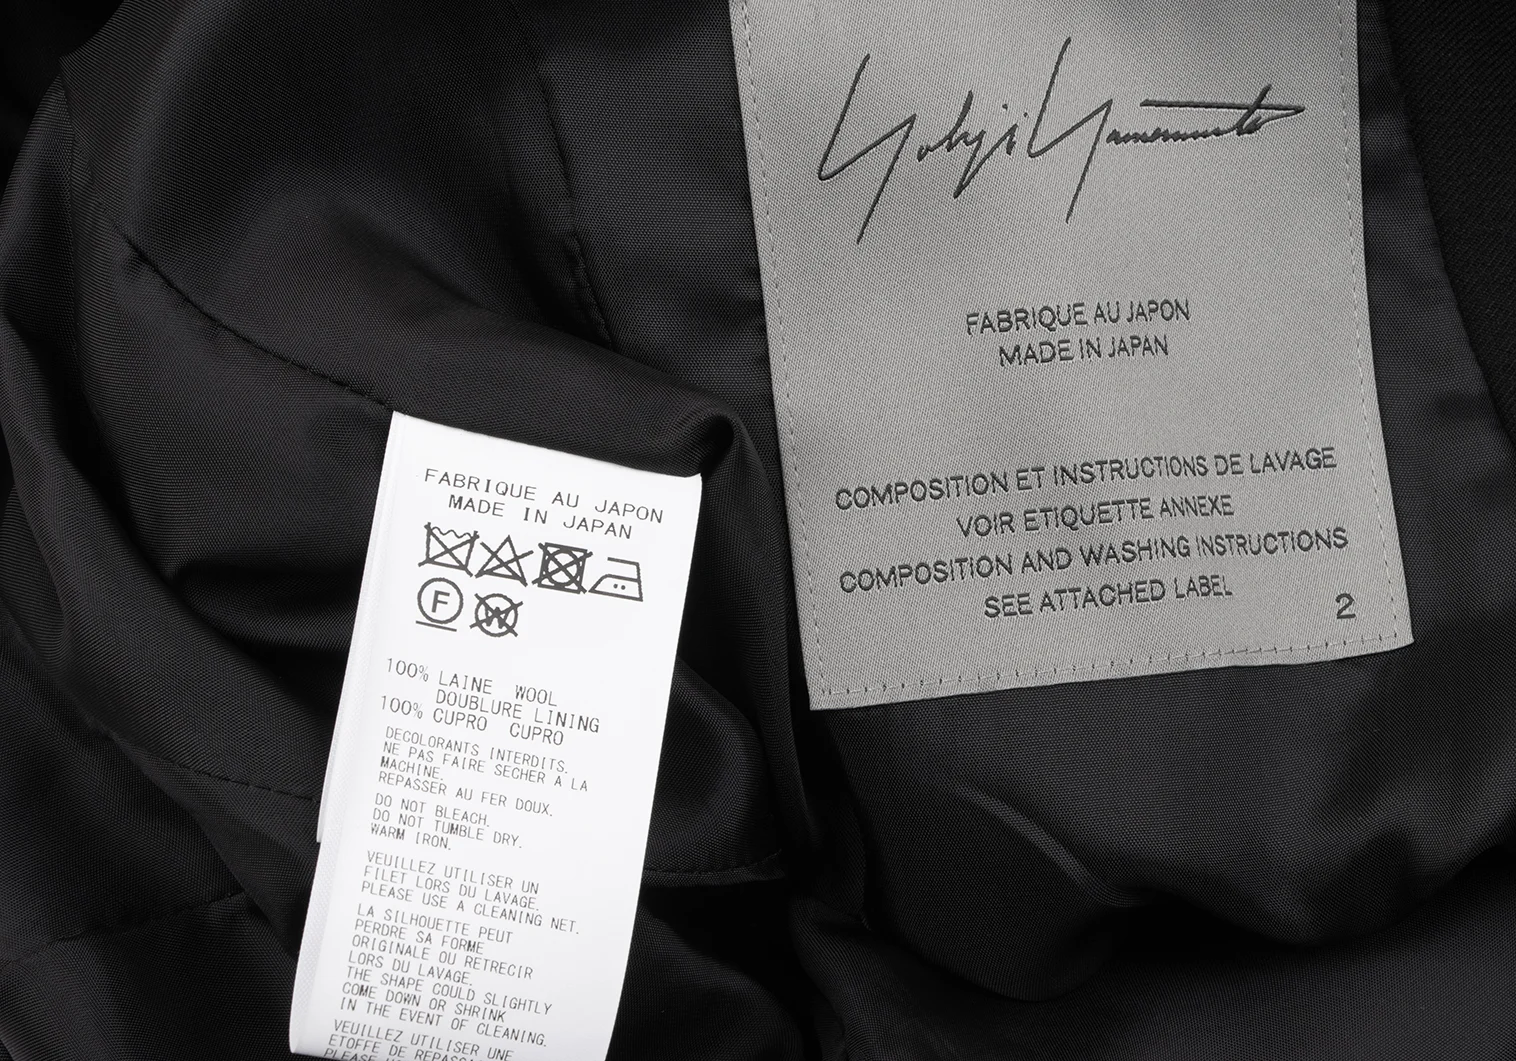 Yohji Yamamoto
FABRIQUE AU JAPON
MADE IN JAPAN
COMPOSITION ET INSTRUCTIONS DE LAVAGE
VOIR ETIQUETTE ANNEXE
COMPOSITION AND WASHING INSTRUCTIONS
SEE ATTACHED LABEL
2
FABRIQUE AU JAPON
MADE IN JAPAN
F
W
100% LAINE WOOL
DOUBLURE LINING
100% CUPRO CUPRO
DECOLORANTS INTERDITS.
NE PAS FAIRE SECHER A LA
MACHINE.
REPASSER AU FER DOUX.
DO NOT BLEACH.
DO NOT TUMBLE DRY.
WARM IRON.
VEUILLEZ UTILISER UN
FILET LORS DU LAVAGE.
PLEASE USE A CLEANING NET.
LA SILHOUETTE PEUT
PERDRE SA FORME
ORIGINALE OU RETRECIR
LORS DU LAVAGE.
THE SHAPE COULD SLIGHTLY
COME DOWN OR SHRINK
IN THE EVENT OF CLEANING.
VEUILLEZ UTILISER UNE
ETOFFE DE
PLEASE